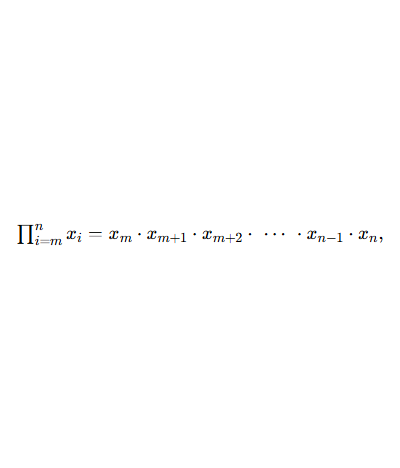 ∏ⁿᵢ₌ₘ xᵢ = xₘ · xₘ₊₁ · xₘ₊₂ · ⋯ · xₙ₋₁ · xₙ,